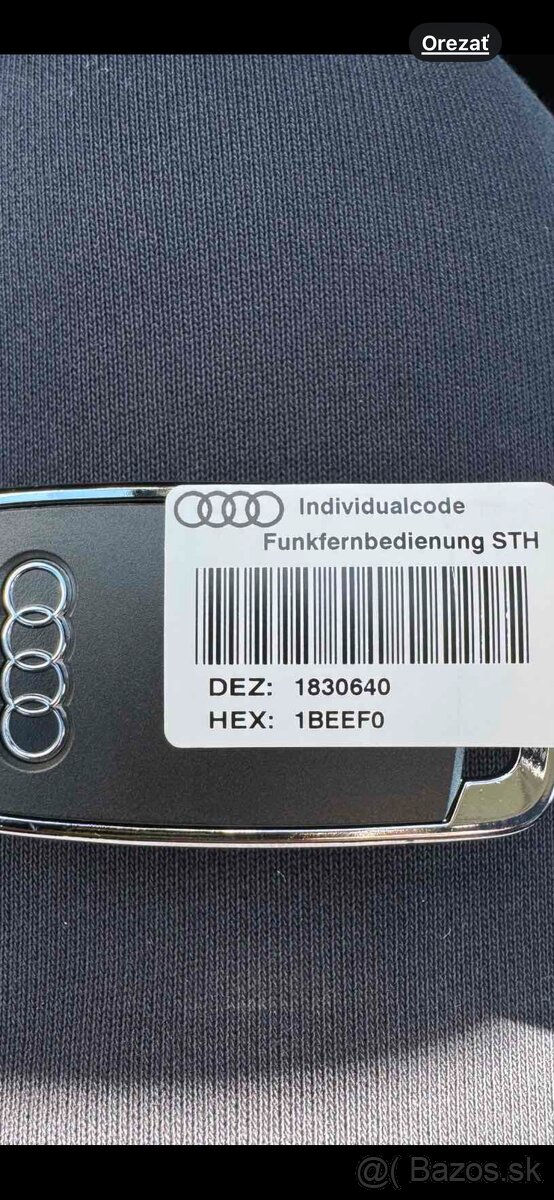 Orezať
Individualcode
Funkfernbedienung STH
DEZ: 1830640
HEX: 1BEEF0
@( Bazos.sk